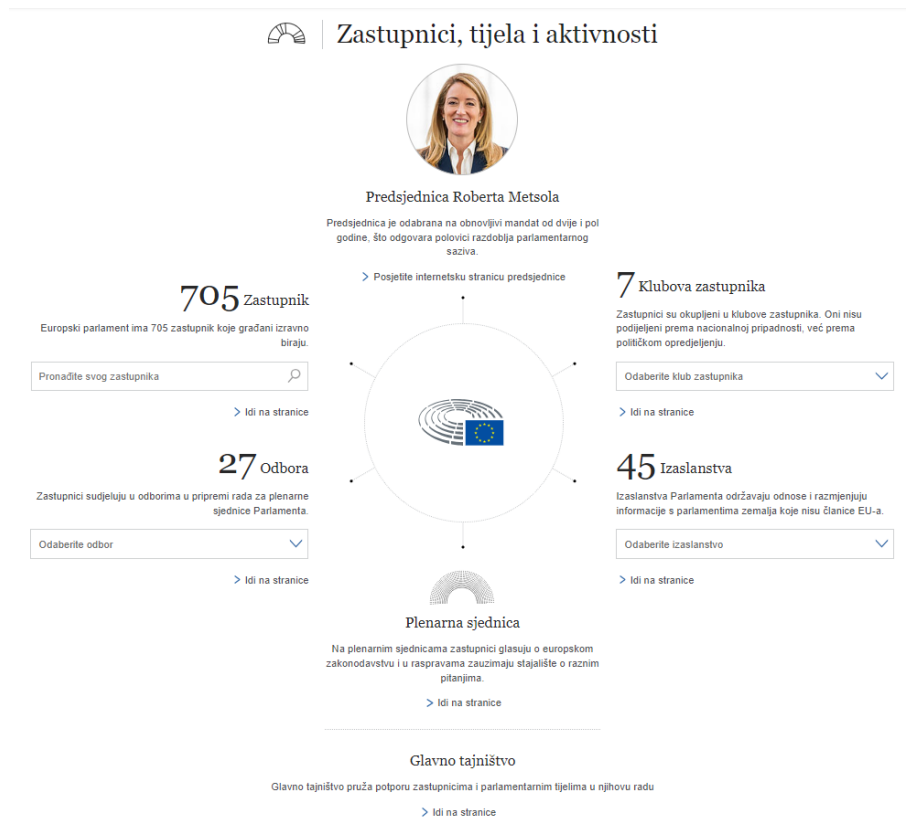 Zastupnici, tijela i aktivnosti
Predsjednica Roberta Metsola
Predsjednica je odabrana na obnovljivi mandat od dvije i pol
godine, što odgovara polovici razdoblja parlamentarnog
saziva.
Posjetite internetsku stranicu predsjednice
705 Zastupnik
Europski parlament ima 705 zastupnik koje građani izravno
biraju.
Pronađite svog zastupnika
Idi na stranice
7 Klubova zastupnika
Zastupnici su okupljeni u klubove zastupnika. Oni nisu
podijeljeni prema nacionalnoj pripadnosti, već prema
političkom opredjeljenju.
Odaberite klub zastupnika
Idi na stranice
27 Odbora
Zastupnici sudjeluju u odborima u pripremi rada za plenarne
sjednice Parlamenta.
Odaberite odbor
Idi na stranice
45 Izaslanstva
Izaslanstva Parlamenta održavaju odnose i razmjenjuju
informacije s parlamentima zemalja koje nisu članice EU-a.
Odaberite izaslanstvo
Idi na stranice
Plenarna sjednica
Na plenarnim sjednicama zastupnici glasuju o europskom
zakonodavstvu i u raspravama zauzimaju stajalište o raznim
pitanjima.
Idi na stranice
Glavno tajništvo
Glavno tajništvo pruža potporu zastupnicima i parlamentarnim tijelima u njihovu radu
Idi na stranice